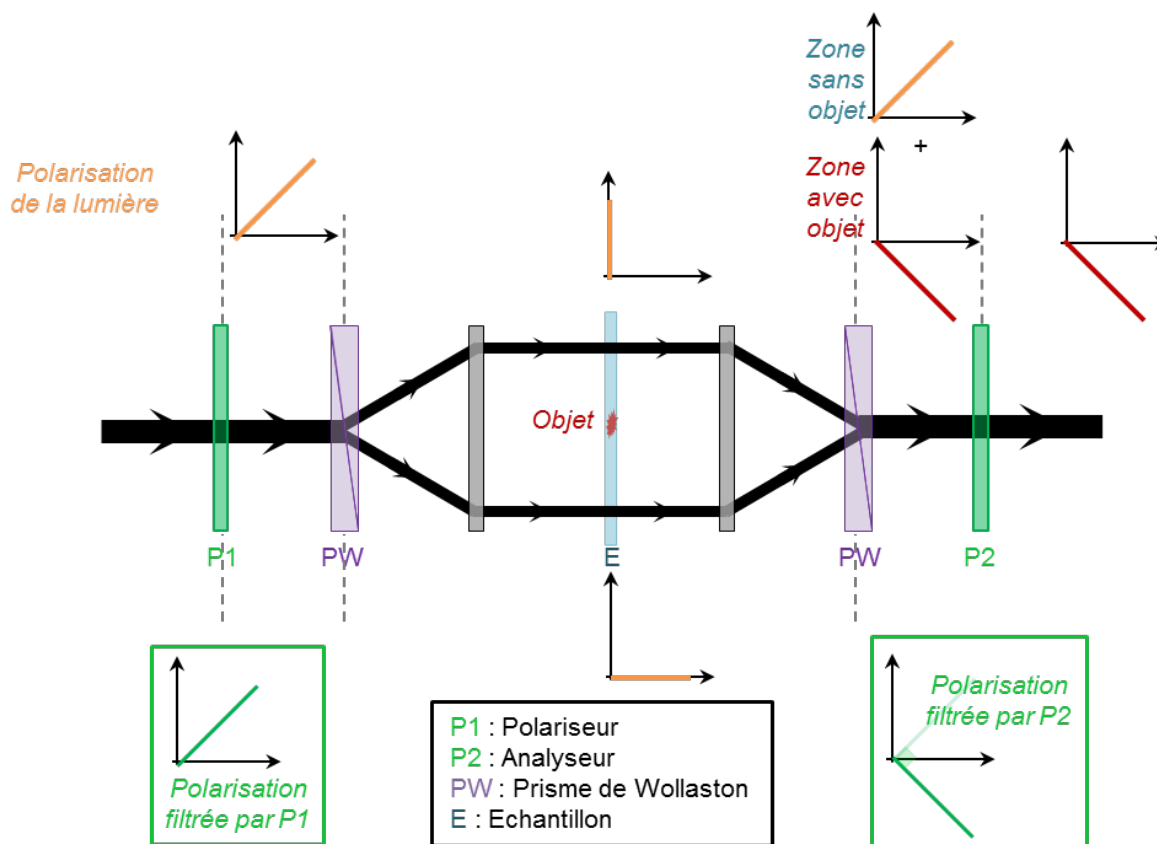 Zone
sans
objet
+
Polarisation
de la lumière
Zone
avec
objet
Objet
P1
PW
E
PW
P2
Polarisation
filtrée par P1
P1 : Polariseur
P2 : Analyseur
PW : Prisme de Wollaston
E : Echantillon
Polarisation
filtrée par P2